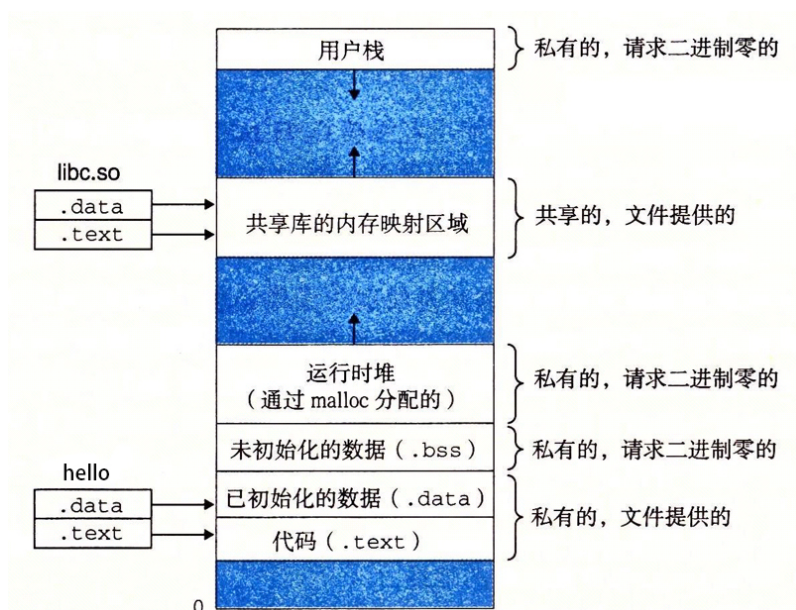 用户栈
私有的，请求二进制零的
libc.so
.data
.text
共享库的内存映射区域
共享的，文件提供的
运行时堆
（通过 malloc 分配的）
私有的，请求二进制零的
未初始化的数据（.bss）
私有的，请求二进制零的
hello
.data
.text
已初始化的数据（.data）
代码（.text）
私有的，文件提供的
0